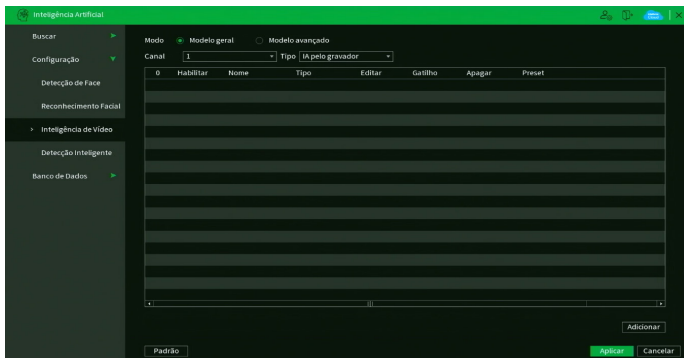 Inteligência Artificial
Buscar
Configuração
Detecção de Face
Reconhecimento Facial
> Inteligência de Vídeo
Detecção Inteligente
Banco de Dados
Modo Modelo geral Modelo avançado
Canal 1 Tipo IA pelo gravador
0 Habilitar Nome Tipo Editar Gatilho Apagar Preset
Adicionar
Padrão Aplicar Cancelar